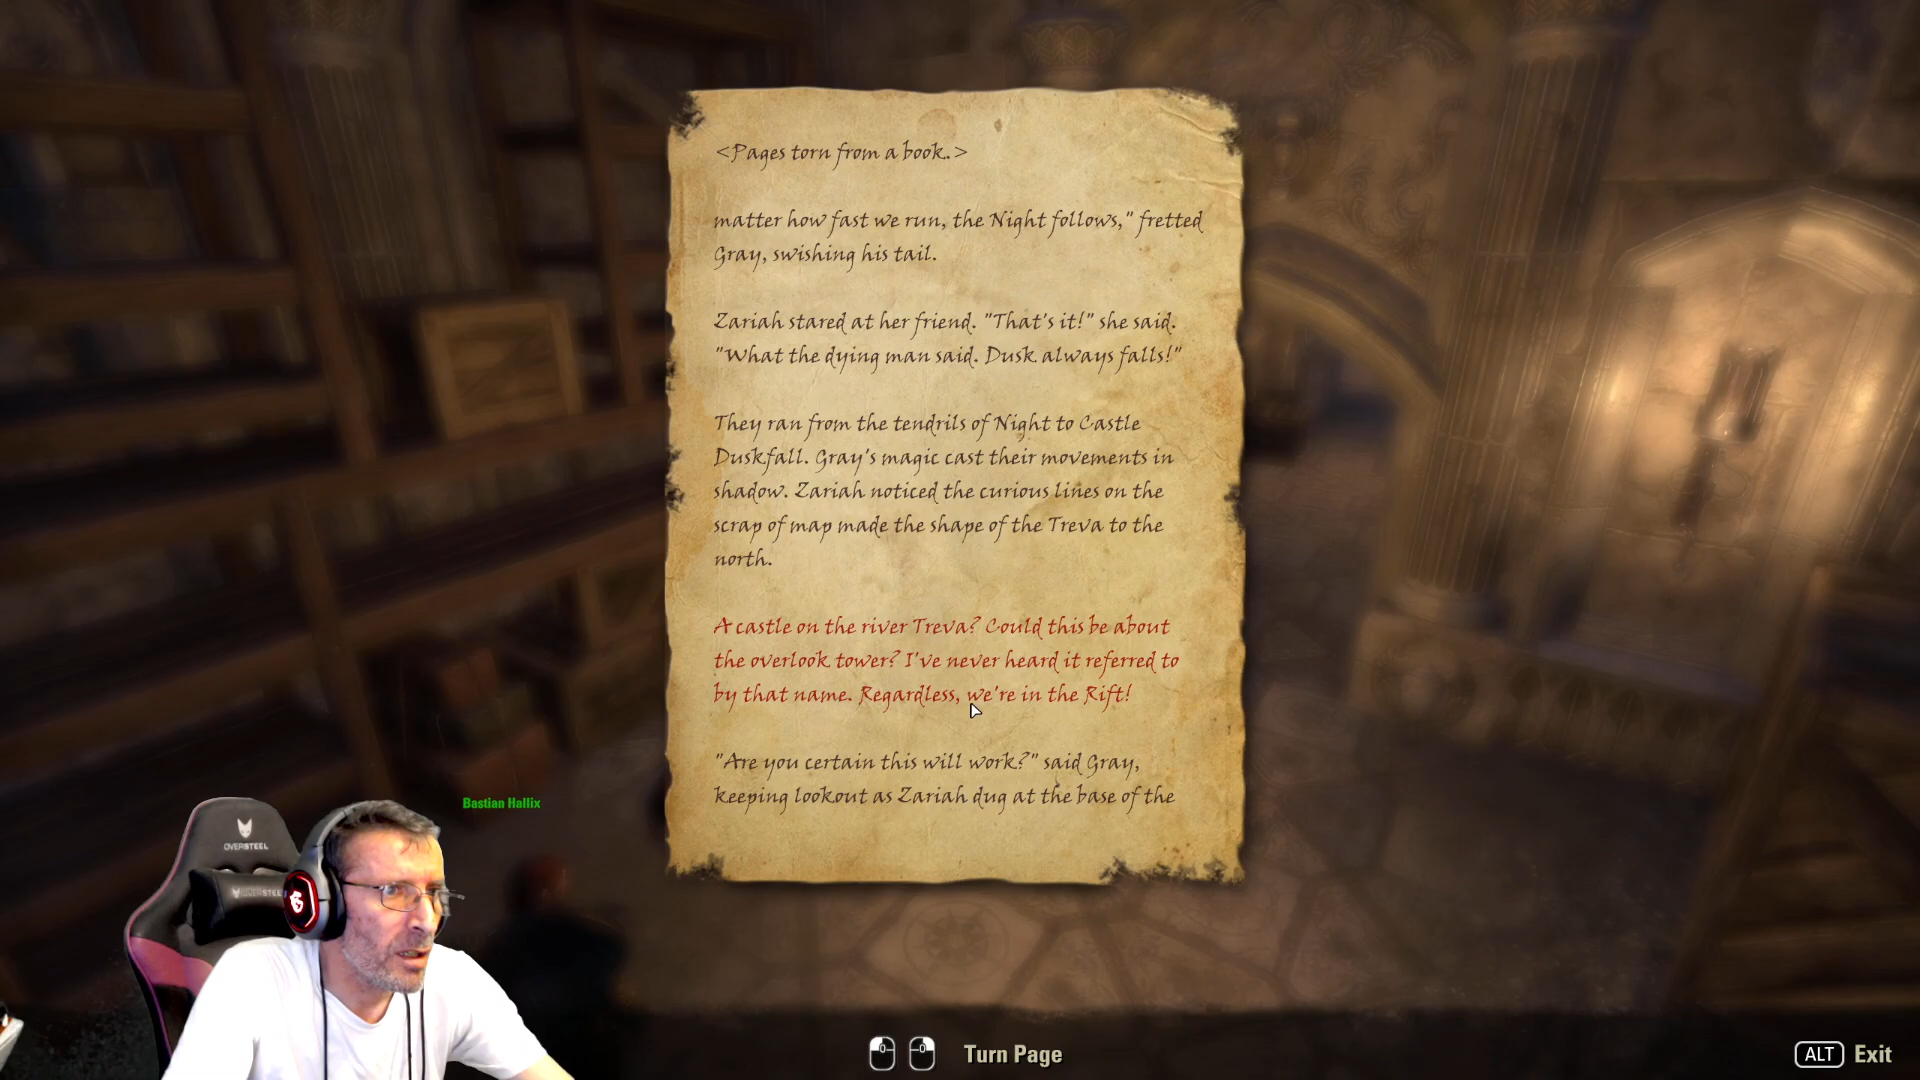 <Pages torn from a book.>
matter how fast we run, the Night follows," fretted
Gray, swishing his tail.
Zariah stared at her friend. "That's it!" she said.
"What the dying man said. Dusk always falls!"
They ran from the tendrils of Night to Castle
Duskfall. Gray's magic cast their movements in
shadow. Zariah noticed the curious lines on the
scrap of map made the shape of the Treva to the
north.
A castle on the river Treva? Could this be about
the overlook tower? I've never heard it referred to
by that name. Regardless, we're in the Rift!
"Are you certain this will work?" said Gray,
keeping lookout as Zariah dug at the base of the
Bastian Hallix
OVERSTEEL
OVERSTEEL
Turn Page
ALT Exit